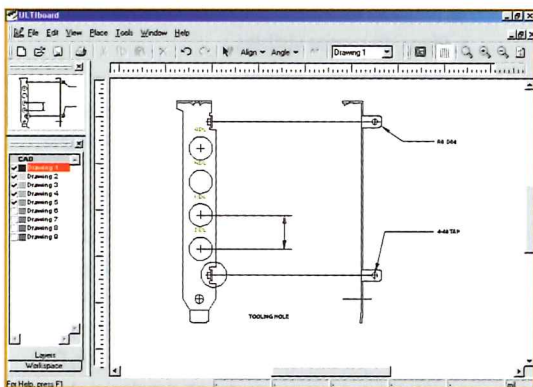 ULTIboard
File Edit View Place Tools Window Help
Align Angle Drawing 1
CAD
Drawing 1
Drawing 2
Drawing 3
Drawing 4
Drawing 5
Drawing 6
Drawing 7
Drawing 8
Drawing 9
4-40 TAP
TOOLING HOLE
Layers
Workspace
For Help, press F1